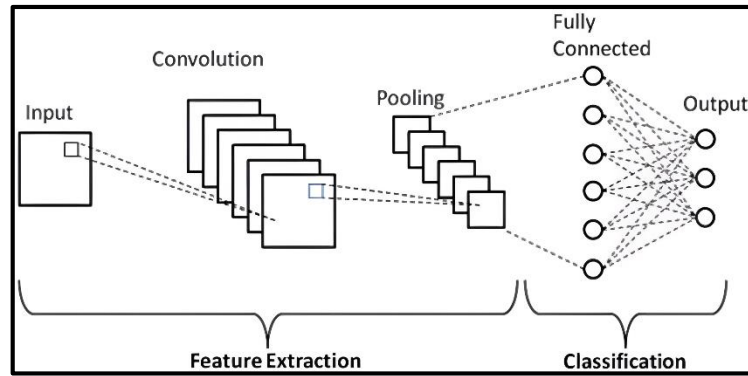 Fully
Connected
Convolution
Pooling
Output
Input
Feature Extraction
Classification